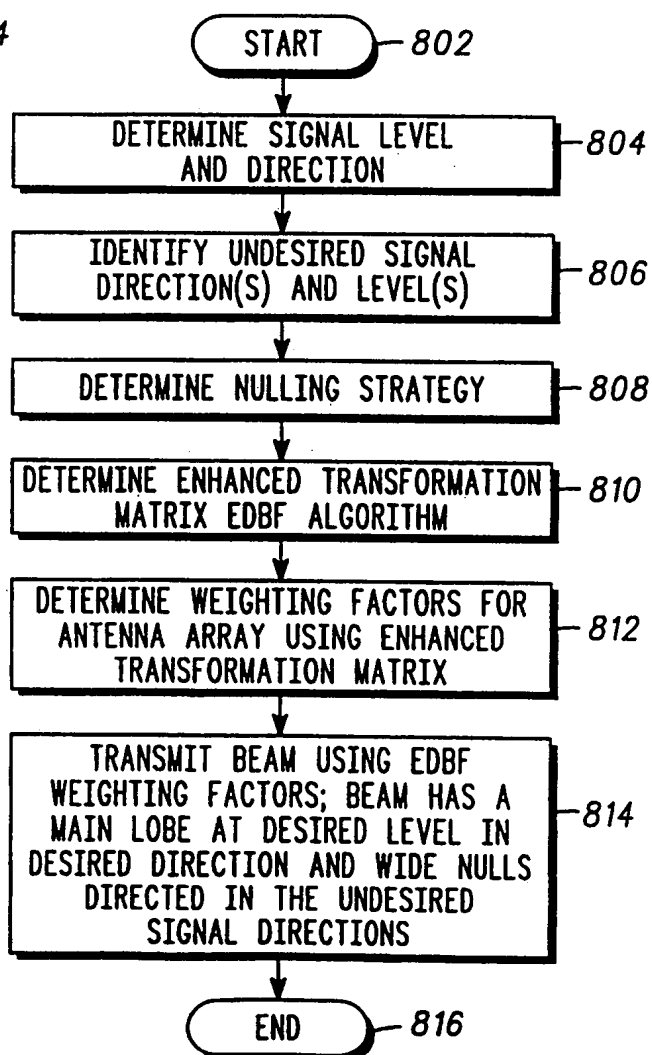 4
START
802
DETERMINE SIGNAL LEVEL
AND DIRECTION
804
IDENTIFY UNDESIRED SIGNAL
DIRECTION(S) AND LEVEL(S)
806
DETERMINE NULLING STRATEGY
808
DETERMINE ENHANCED TRANSFORMATION
MATRIX EDBF ALGORITHM
810
DETERMINE WEIGHTING FACTORS FOR
ANTENNA ARRAY USING ENHANCED
TRANSFORMATION MATRIX
812
TRANSMIT BEAM USING EDBF
WEIGHTING FACTORS; BEAM HAS A
MAIN LOBE AT DESIRED LEVEL IN
DESIRED DIRECTION AND WIDE NULLS
DIRECTED IN THE UNDESIRED
SIGNAL DIRECTIONS
814
END
816